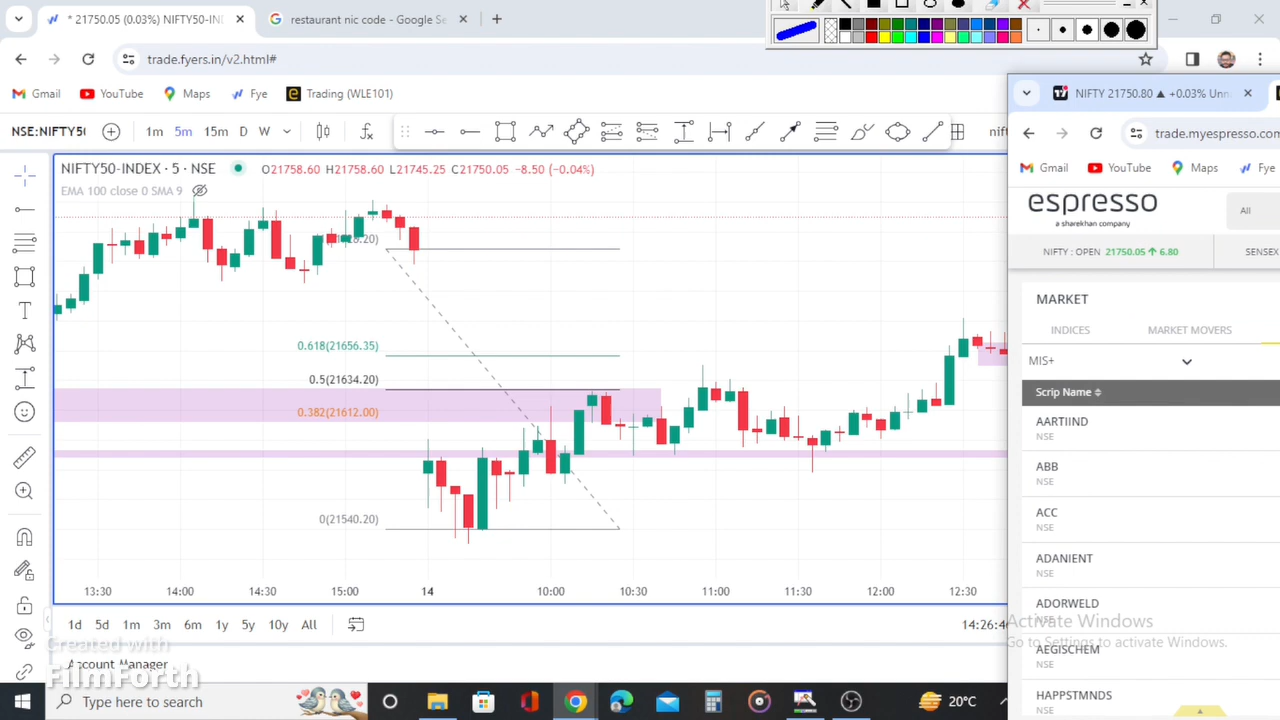 * 21750.05 (0.03%) NIFTY50-IND
restaurant nic code - Google Se
trade.fyers.in/v2.html#
Gmail
YouTube
Maps
Fye
Trading (WLE101)
NSE:NIFTY50
1m
5m
15m
D
W
nift
NIFTY50-INDEX · 5 · NSE
O21758.60 H21758.60 L21745.25 C21750.05 -8.50 (-0.04%)
EMA 100 close 0 SMA 9
0.618(21656.35)
0.5(21634.20)
0.382(21612.00)
0(21540.20)
13:30
14:00
14:30
15:00
14
10:00
10:30
11:00
11:30
12:00
12:30
1d
5d
1m
3m
6m
1y
5y
10y
All
14:26:4
Account Manager
Created with
FilmForth
NIFTY 21750.80 ▲ +0.03% Unn
trade.myespresso.com
Gmail
YouTube
Maps
Fye
espresso
a sharekhan company
All
NIFTY : OPEN 21750.05 ↑ 6.80
SENSEX
MARKET
INDICES
MARKET MOVERS
MIS+
Scrip Name
AARTIIND
NSE
ABB
NSE
ACC
NSE
ADANIENT
NSE
ADORWELD
NSE
AEGISCHEM
NSE
HAPPSTMNDS
NSE
Activate Windows
Go to Settings to activate Windows.
Type here to search
20°C